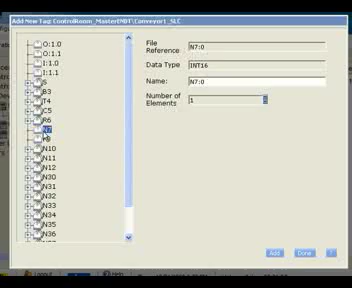 Add New Tag: ControlRoom_MasterEMDT\Conveyor1_SLC
O:1.0
O:1.1
I:1.0
I:1.1
S
B3
T4
C5
R6
N7
F8
N10
N11
N12
N30
N31
N32
N33
N34
N35
N36
File Reference
N7:0
Data Type
INT16
Name:
N7:0
Number of Elements
1
Add
Done
?
Logout
Help